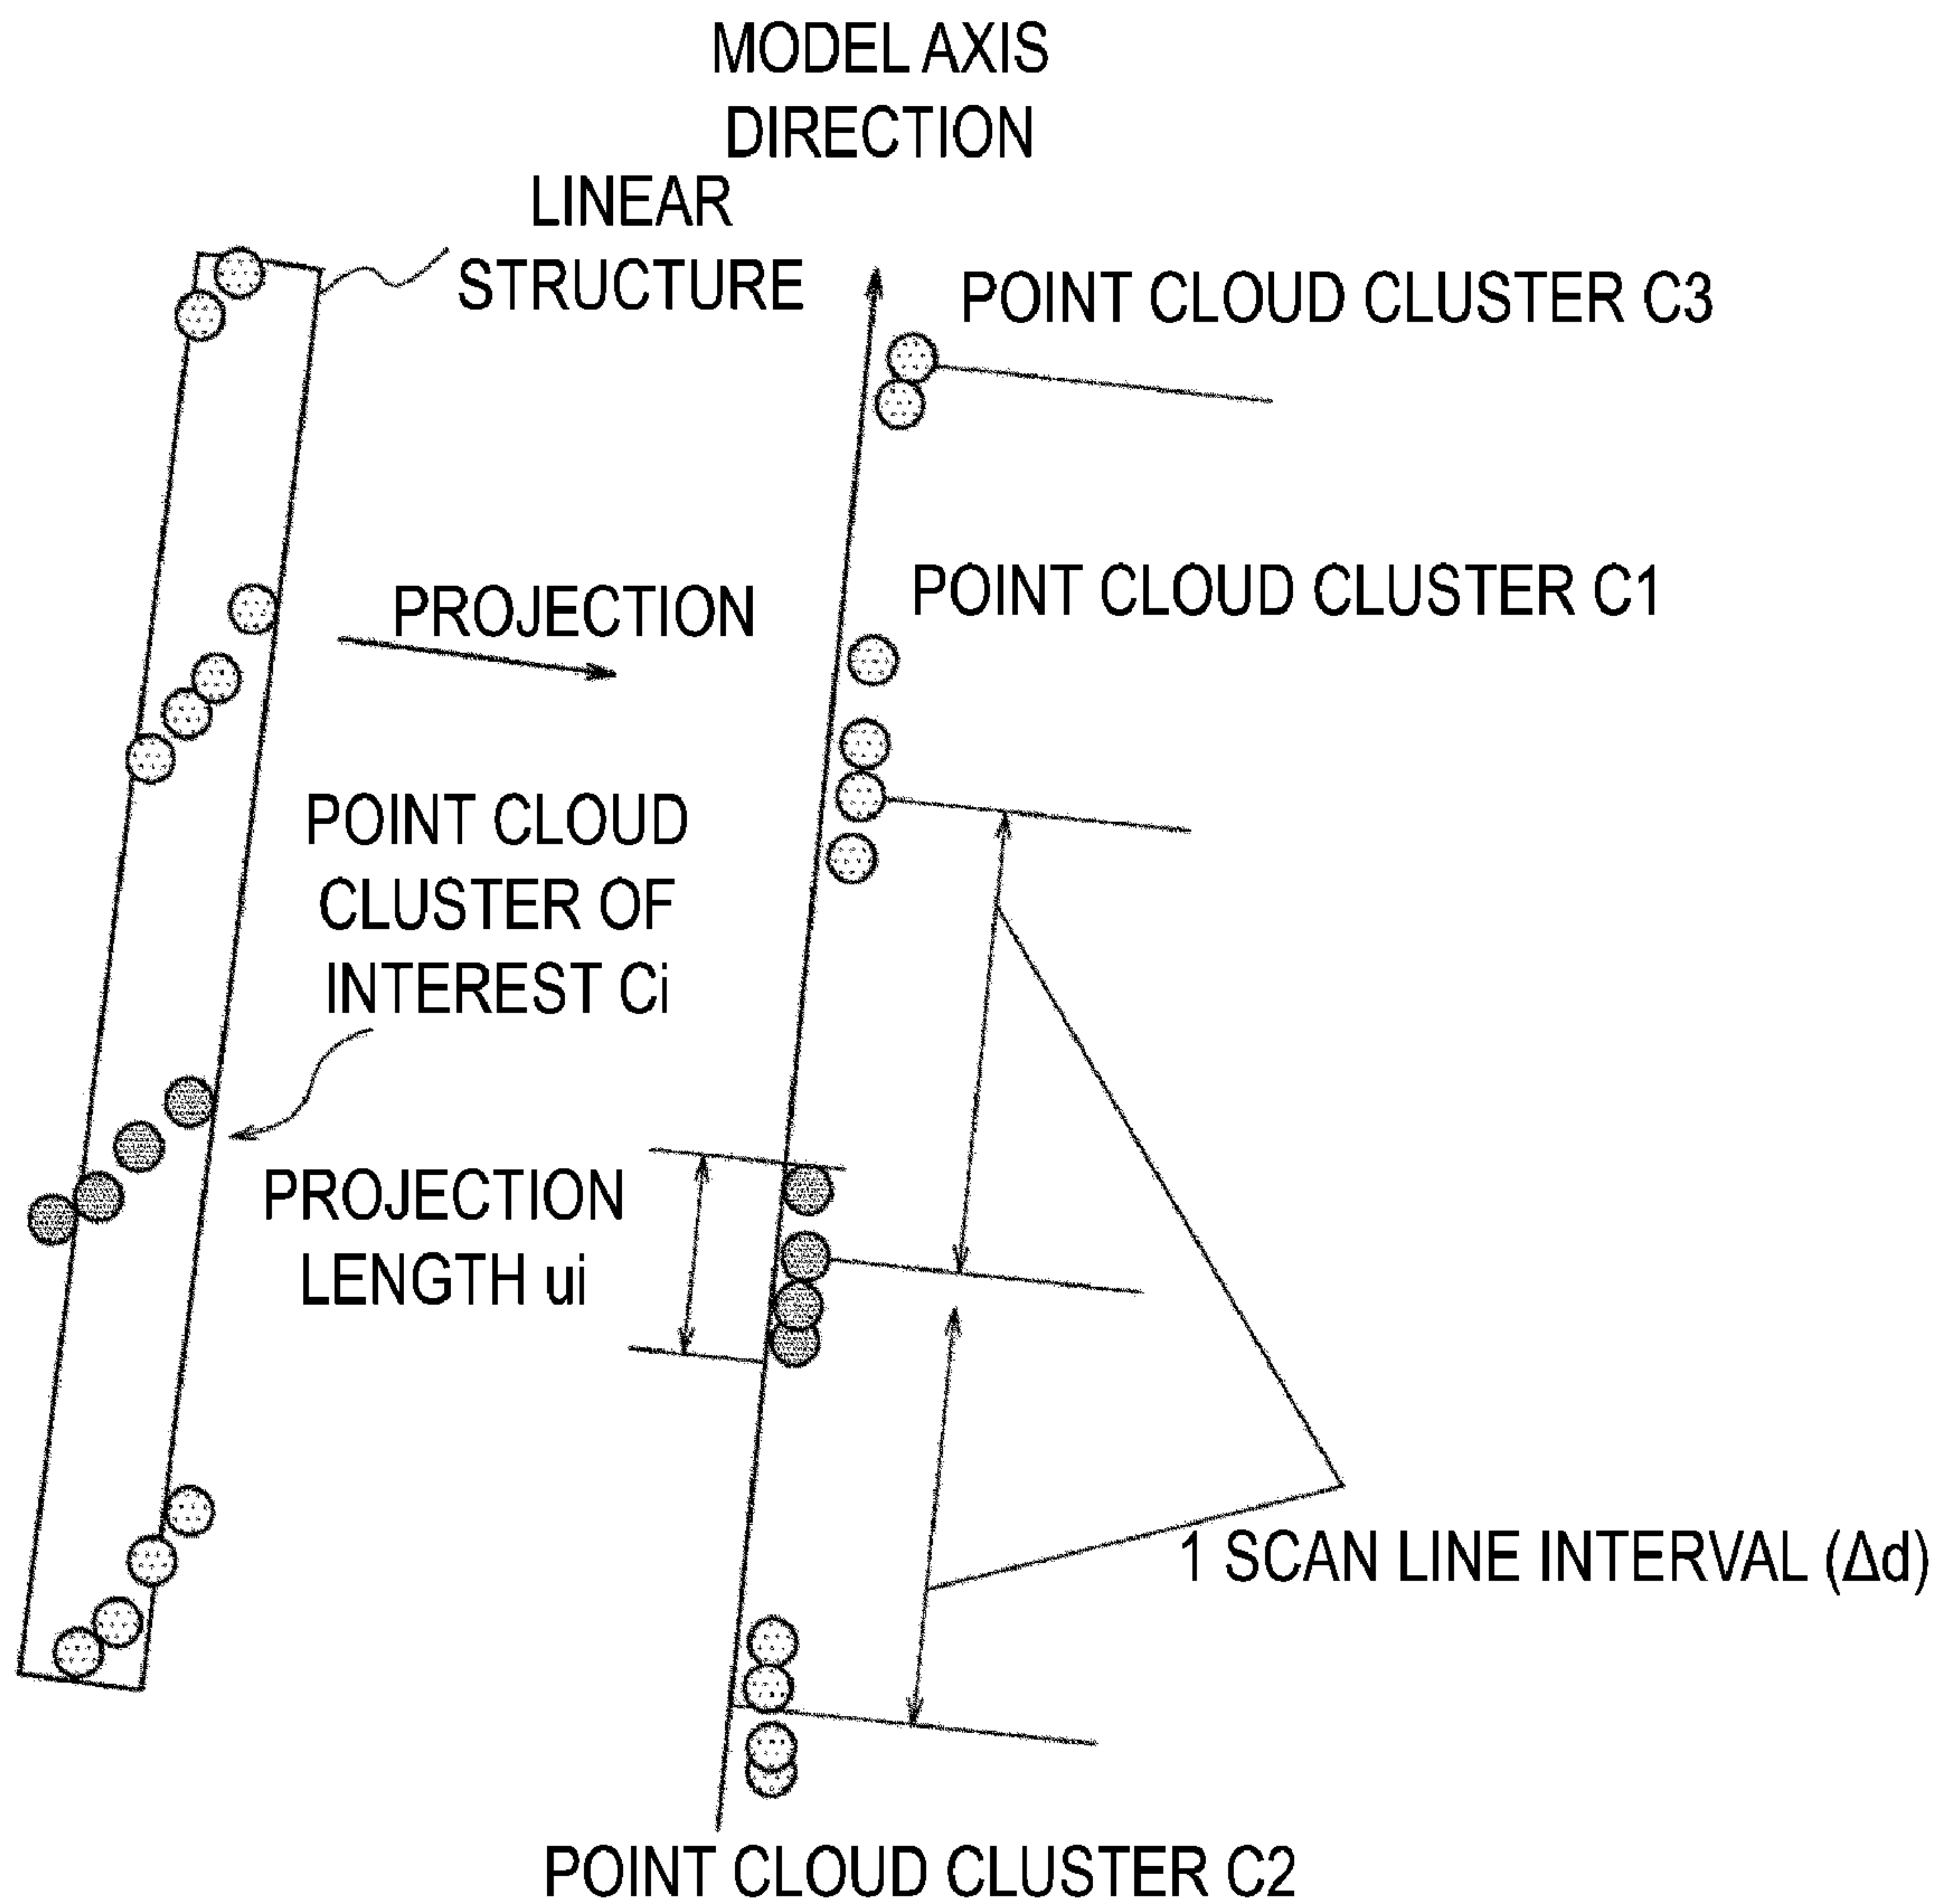 MODEL AXIS
DIRECTION
LINEAR
STRUCTURE
POINT CLOUD CLUSTER C3
POINT CLOUD CLUSTER C1
PROJECTION
POINT CLOUD
CLUSTER OF
INTEREST Ci
PROJECTION
LENGTH ui
1 SCAN LINE INTERVAL (Δd)
POINT CLOUD CLUSTER C2